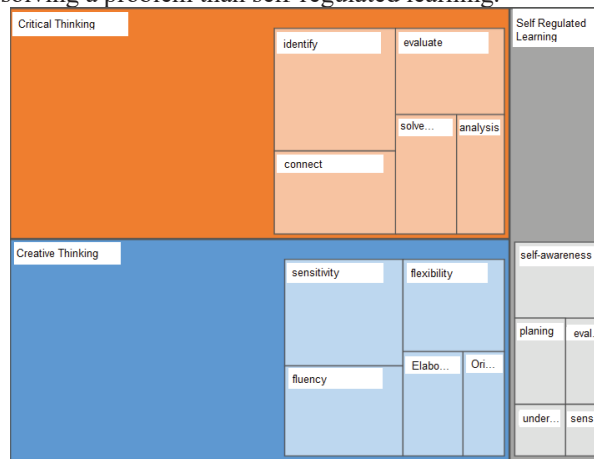 solving a problem than self-regulated learning.
Critical Thinking
identify
evaluate
solve...
analysis
connect
Self Regulated
Learning
Creative Thinking
sensitivity
flexibility
fluency
Elabo...
Ori...
self-awareness
planing
eval.
under...
sens